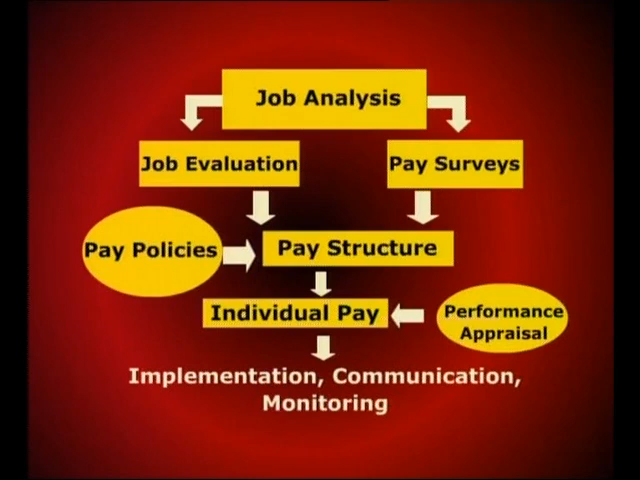 Job Analysis
Job Evaluation
Pay Surveys
Pay Policies
Pay Structure
Individual Pay
Performance
Appraisal
Implementation, Communication,
Monitoring